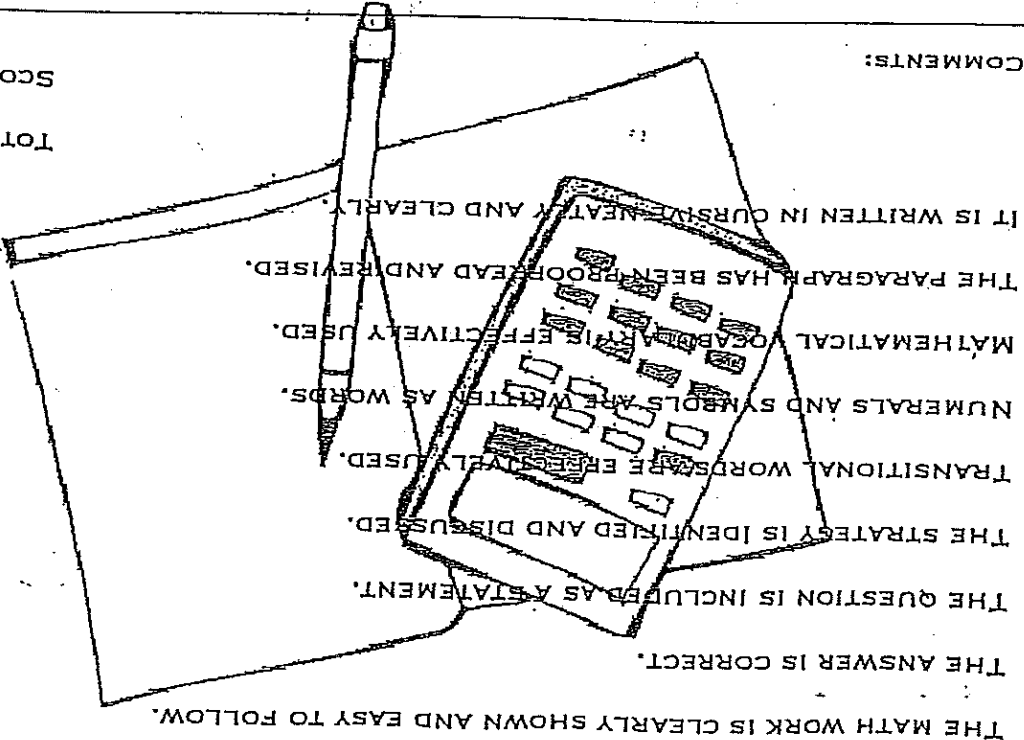 THE MATH WORK IS CLEARLY SHOWN AND EASY TO FOLLOW.
THE ANSWER IS CORRECT.
THE QUESTION IS INCLUDED AS A STATEMENT.
THE STRATEGY IS IDENTIFIED AND DISCUSSED.
TRANSITIONAL WORDS ARE EFFECTIVELY USED.
NUMERALS AND SYMBOLS ARE WRITTEN AS WORDS.
MATHEMATICAL VOCABULARY IS EFFECTIVELY USED.
THE PARAGRAPH HAS BEEN PROOFREAD AND REVISED.
IT IS WRITTEN IN CURSIVE NEATLY AND CLEARLY.
TOT
SCO
COMMENTS: